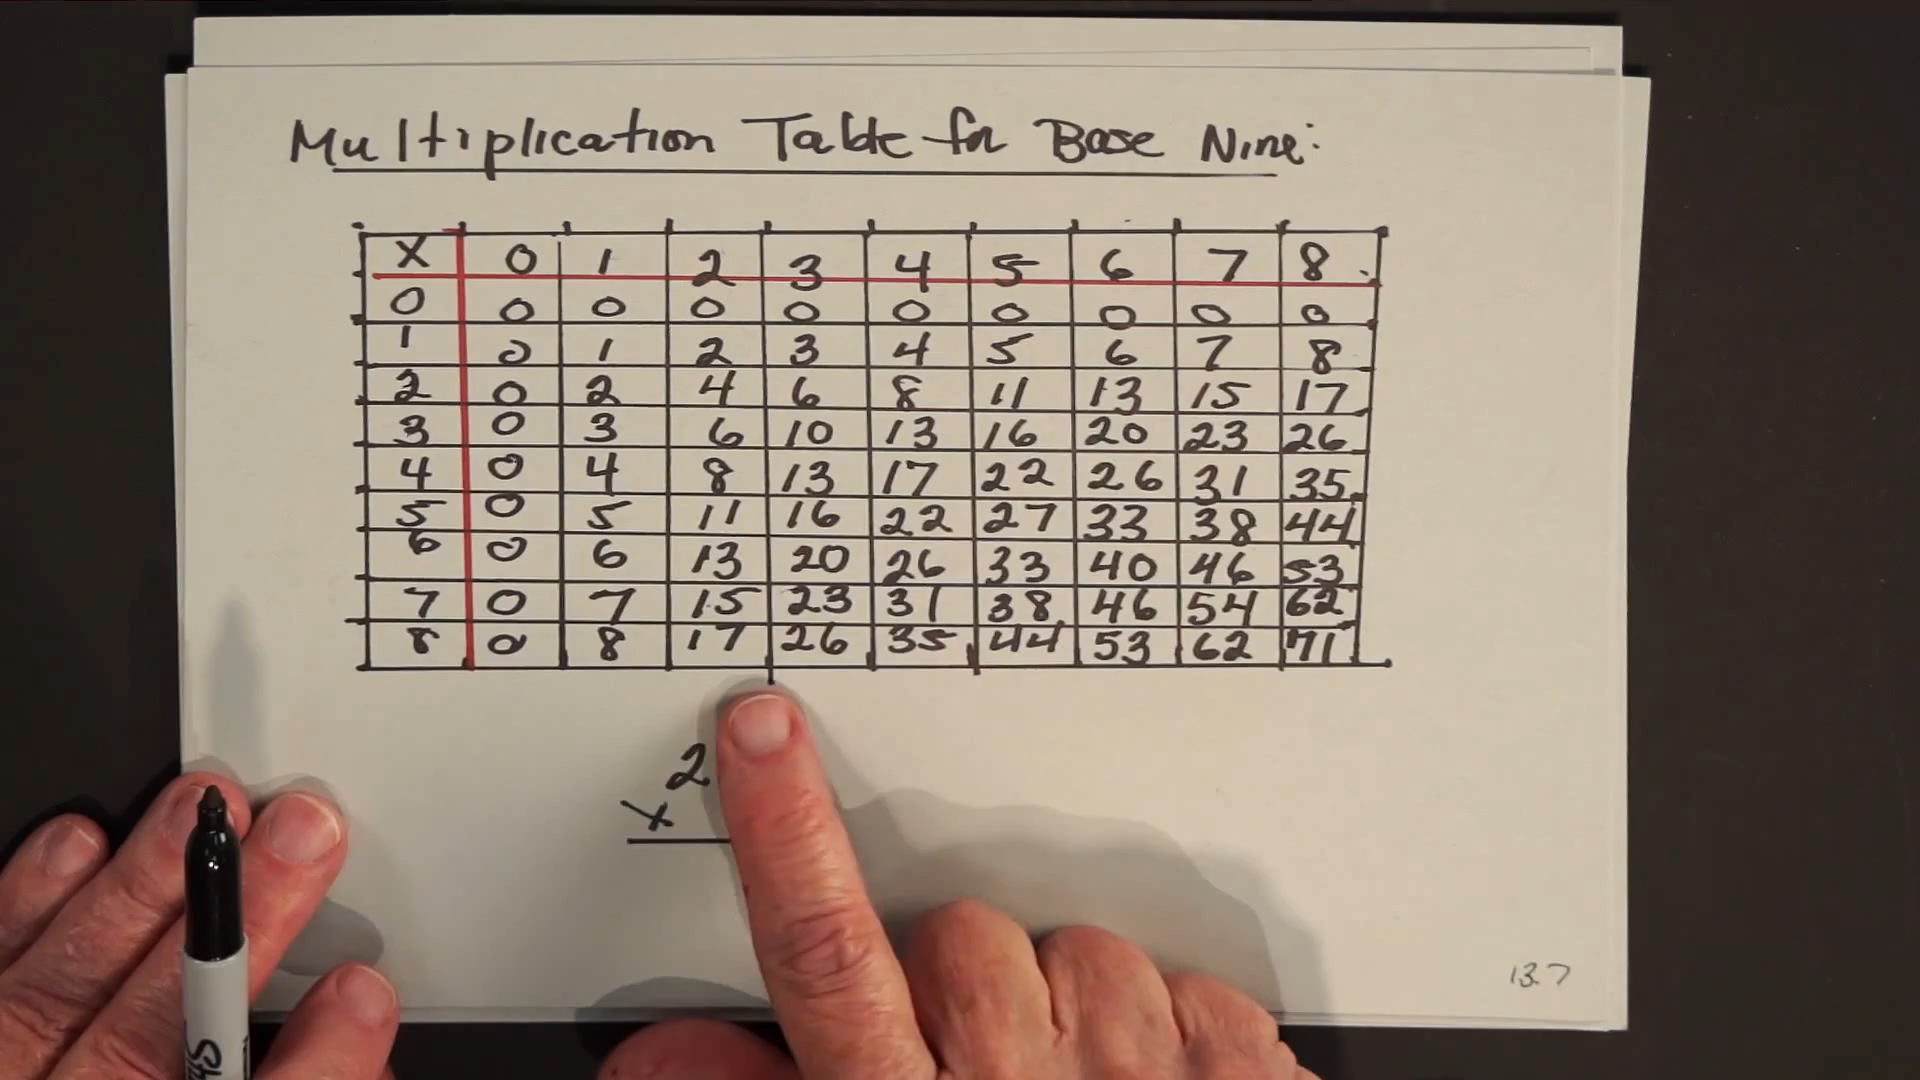 Multiplication Table for Base Nine:
X 0 1 2 3 4 5 6 7 8
0 0 0 0 0 0 0 0 0 0
1 0 1 2 3 4 5 6 7 8
2 0 2 4 6 8 11 13 15 17
3 0 3 6 10 13 16 20 23 26
4 0 4 8 13 17 22 26 31 35
5 0 5 11 16 22 27 33 38 44
6 0 6 13 20 26 33 40 46 53
7 0 7 15 23 31 38 46 54 62
8 0 8 17 26 35 44 53 62 71
2
x
13.7